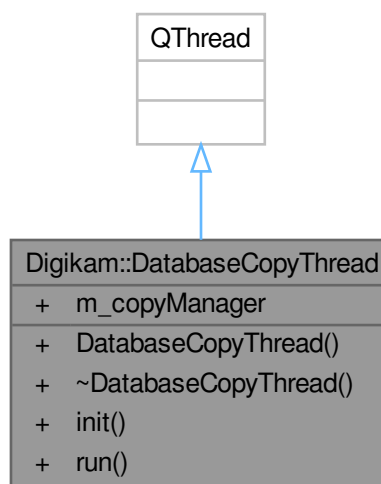 QThread
Digikam::DatabaseCopyThread
+ m_copyManager
+ DatabaseCopyThread()
+ ~DatabaseCopyThread()
+ init()
+ run()